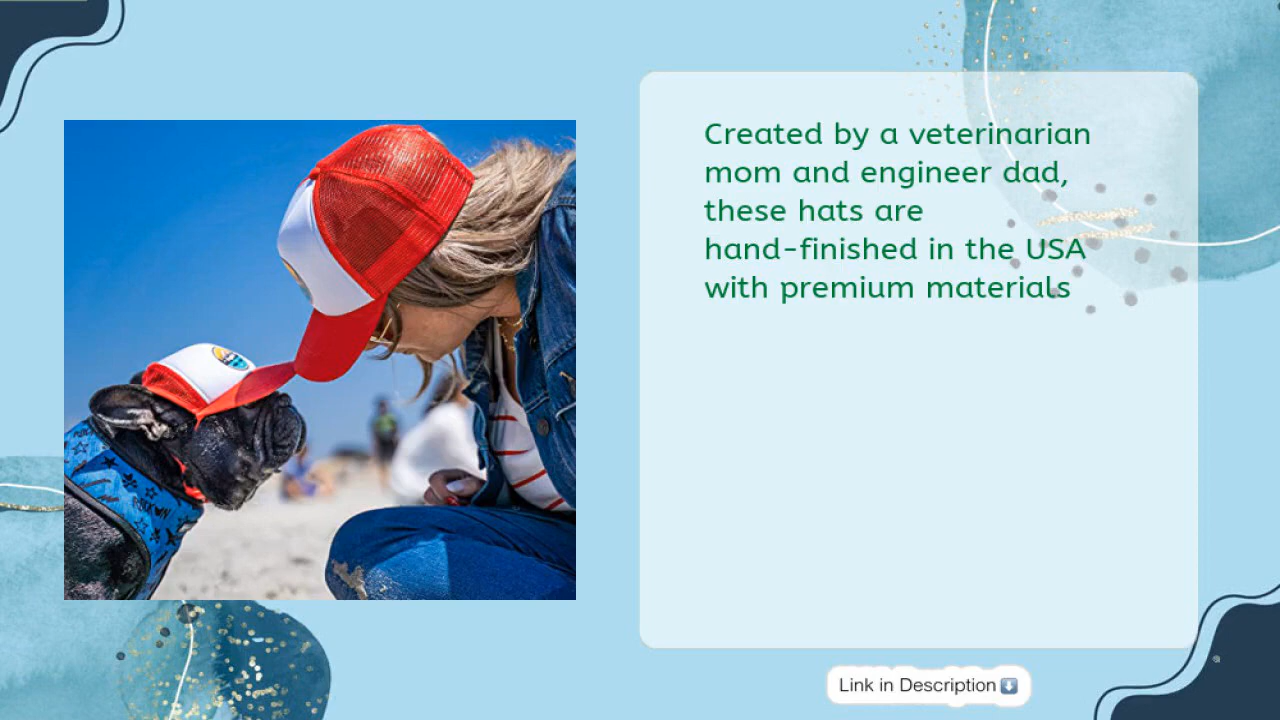 Created by a veterinarian
mom and engineer dad,
these hats are
hand-finished in the USA
with premium materials
Link in Description